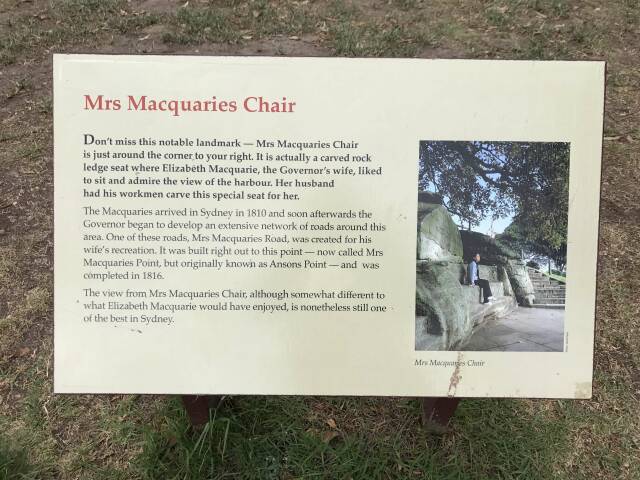 Mrs Macquaries Chair
Don't miss this notable landmark — Mrs Macquaries Chair
is just around the corner to your right. It is actually a carved rock
ledge seat where Elizabeth Macquarie, the Governor's wife, liked
to sit and admire the view of the harbour. Her husband
had his workmen carve this special seat for her.
The Macquaries arrived in Sydney in 1810 and soon afterwards the
Governor began to develop an extensive network of roads around this
area. One of these roads, Mrs Macquaries Road, was created for his
wife's recreation. It was built right out to this point — now called Mrs
Macquaries Point, but originally known as Ansons Point — and was
completed in 1816.
The view from Mrs Macquaries Chair, although somewhat different to
what Elizabeth Macquarie would have enjoyed, is nonetheless still one
of the best in Sydney.
Mrs Macquaries Chair